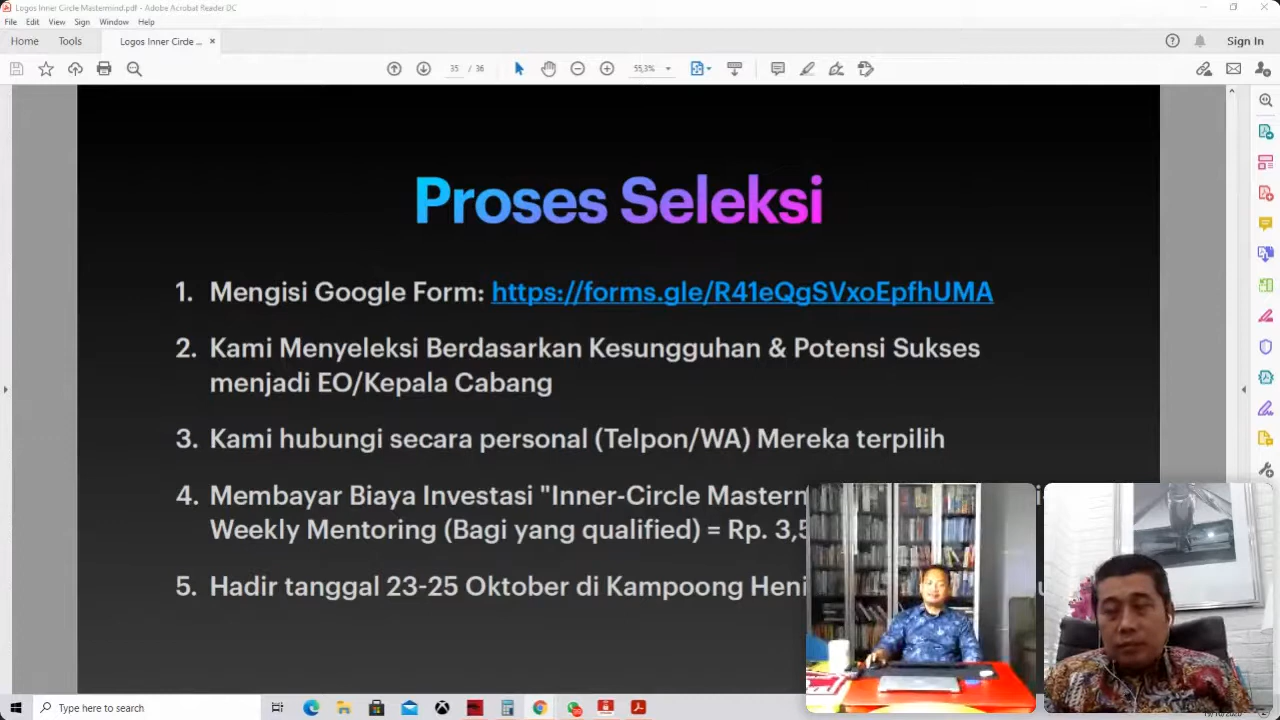 Logos Inner Circle Mastermind.pdf - Adobe Acrobat Reader DC
File Edit View Sign Window Help
Home Tools Logos Inner Circle ... × Sign In
35 / 36 55,3%
Proses Seleksi
1. Mengisi Google Form: https://forms.gle/R41eQgSVxoEpfhUMA
2. Kami Menyeleksi Berdasarkan Kesungguhan & Potensi Sukses
menjadi EO/Kepala Cabang
3. Kami hubungi secara personal (Telpon/WA) Mereka terpilih
4. Membayar Biaya Investasi "Inner-Circle Mastern
Weekly Mentoring (Bagi yang qualified) = Rp. 3,5
5. Hadir tanggal 23-25 Oktober di Kampoong Heni
Type here to search
19/10/2020